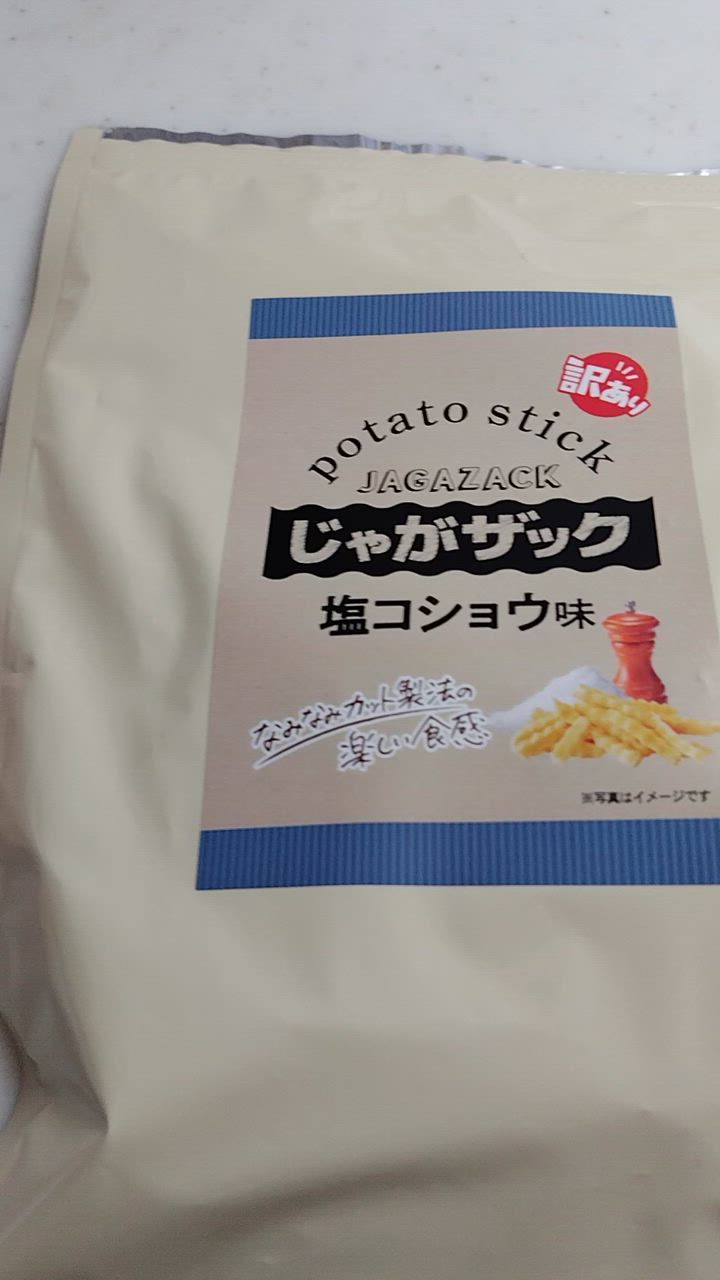 訳あり
potato stick
JAGAZACK
じゃがザック
塩コショウ味
なみなみカット製法の
楽しい食感
※写真はイメージです